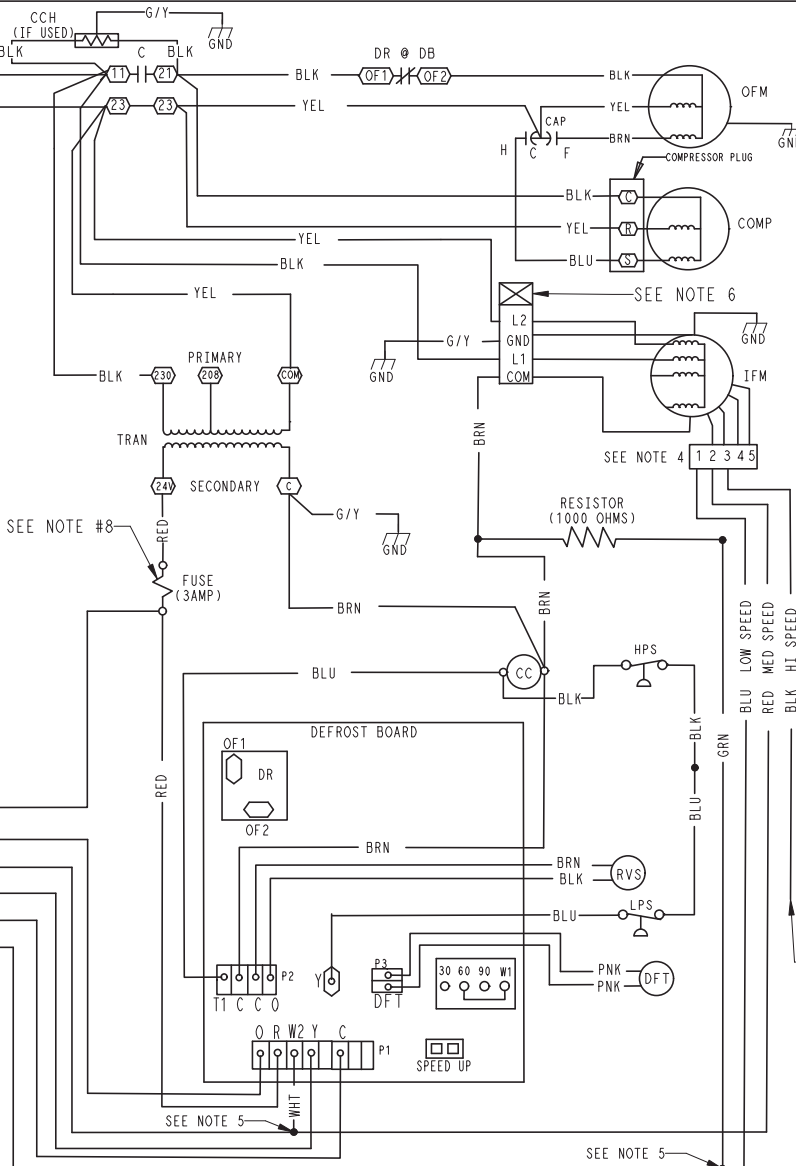 CCH
(IF USED)
G/Y
GND
BLK
C
BLK
11
21
BLK
DR @ DB
OF1
OF2
BLK
OFM
23
23
YEL
YEL
CAP
H
C
F
BRN
GND
COMPRESSOR PLUG
BLK
C
YEL
R
COMP
YEL
BLU
S
BLK
YEL
SEE NOTE 6
L2
G/Y
GND
GND
L1
COM
GND
IFM
PRIMARY
BLK
230
208
COM
TRAN
BRN
SEE NOTE 4
1 2 3 4 5
24V
SECONDARY
C
G/Y
GND
RESISTOR
(1000 OHMS)
SEE NOTE #8
RED
FUSE
(3AMP)
BRN
BRN
BLU LOW SPEED
RED MED SPEED
BLK HI SPEED
HPS
BLU
CC
BLK
BLK
GRN
DEFROST BOARD
OF1
DR
OF2
RED
BLU
BRN
BRN
BLK
RVS
LPS
BLU
P2
T1 C C O
Y
P3
DFT
30 60 90 W1
PNK
PNK
DFT
O R W2 Y C
P1
SPEED UP
WHT
SEE NOTE 5
SEE NOTE 5